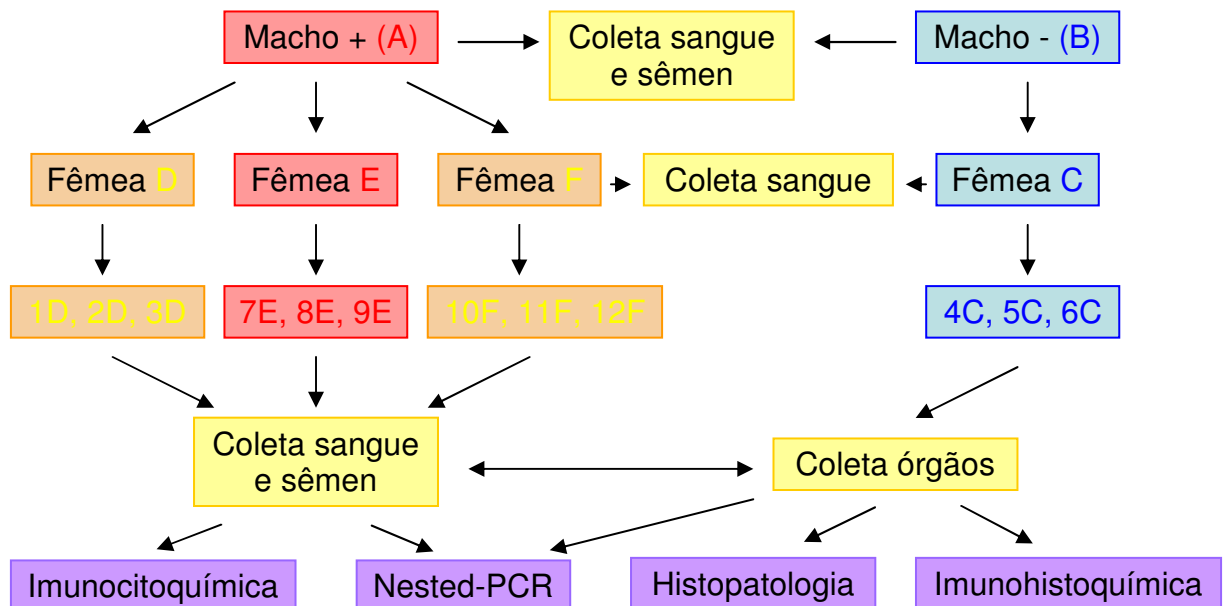 Macho + (A)
Coleta sangue
e sêmen
Macho - (B)
Fêmea D
Fêmea E
Fêmea F
Coleta sangue
Fêmea C
1D, 2D, 3D
7E, 8E, 9E
10F, 11F, 12F
4C, 5C, 6C
Coleta sangue
e sêmen
Coleta órgãos
Imunocitoquímica
Nested-PCR
Histopatologia
Imunohistoquímica